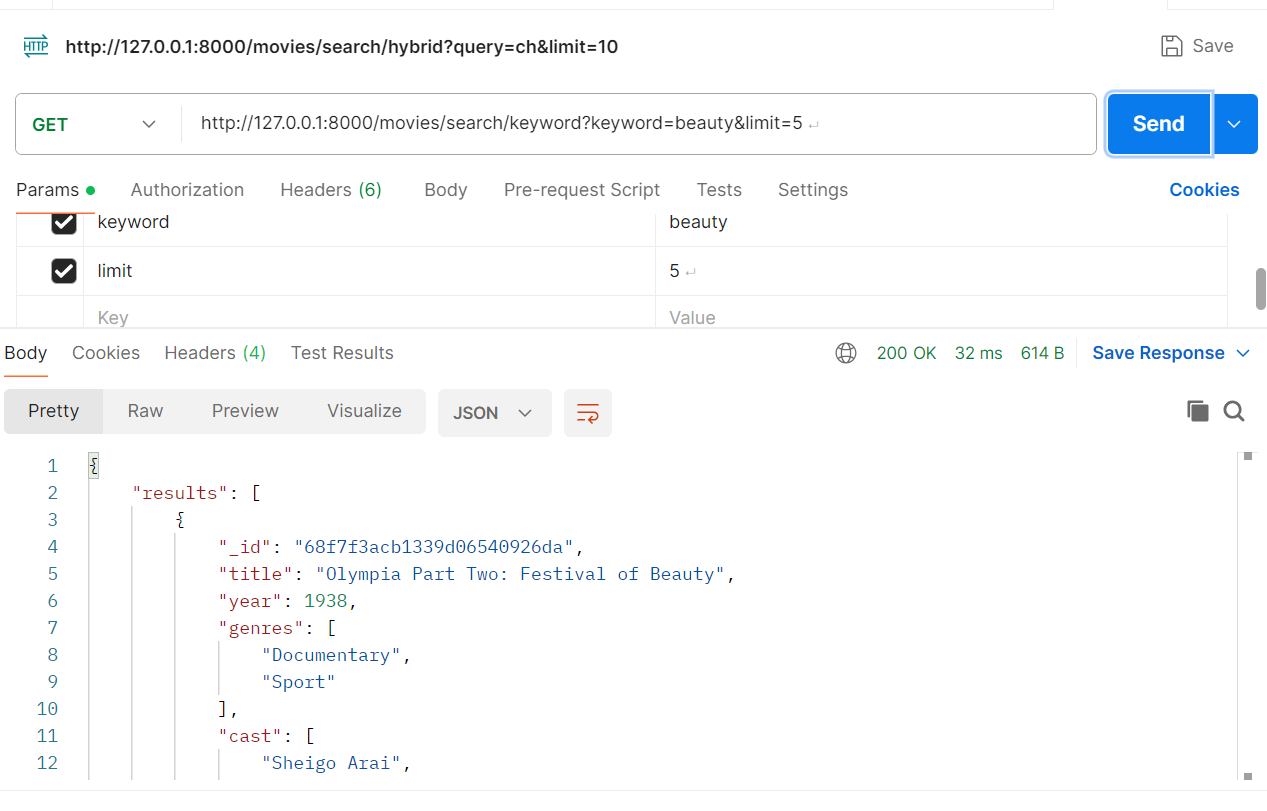 HTTP http://127.0.0.1:8000/movies/search/hybrid?query=ch&limit=10 Save
GET http://127.0.0.1:8000/movies/search/keyword?keyword=beauty&limit=5 ↵ Send
Params Authorization Headers (6) Body Pre-request Script Tests Settings Cookies
keyword beauty
limit 5 ↵
Key Value
Body Cookies Headers (4) Test Results 200 OK 32 ms 614 B Save Response
Pretty Raw Preview Visualize JSON
1 {
2 "results": [
3 {
4 "_id": "68f7f3acb1339d06540926da",
5 "title": "Olympia Part Two: Festival of Beauty",
6 "year": 1938,
7 "genres": [
8 "Documentary",
9 "Sport"
10 ],
11 "cast": [
12 "Sheigo Arai",